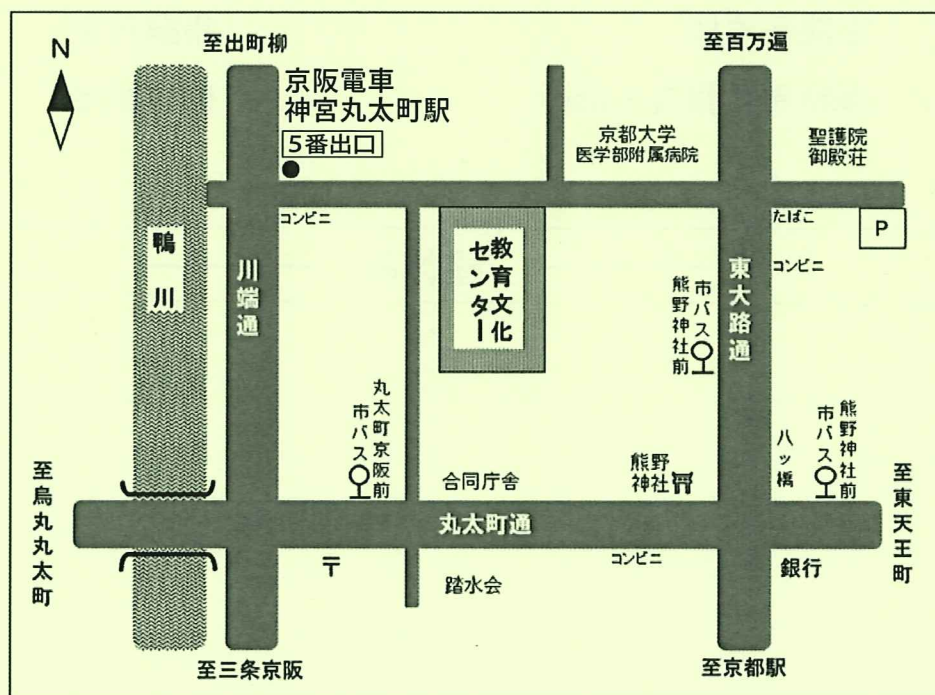 N
至出町柳
至百万遍
京阪電車
神宮丸太町駅
5番出口
京都大学
医学部附属病院
聖護院
御殿荘
コンビニ
たばこ
P
鴨川
川端通
教育文化
センター
東大路通
コンビニ
市バス
熊野神社前
丸太町京阪前
市バス
合同庁舎
熊野
神社
八ッ橋
熊野神社前
市バス
至烏丸丸太町
丸太町通
至東天王町
〒
コンビニ
銀行
踏水会
至三条京阪
至京都駅